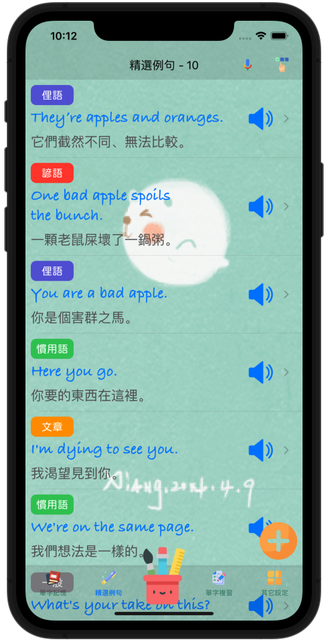 10:12
精選例句 - 10
俚語
They're apples and oranges.
它們截然不同、無法比較。
諺語
One bad apple spoils
the bunch.
一顆老鼠屎壞了一鍋粥。
俚語
You are a bad apple.
你是個害群之馬。
慣用語
Here you go.
你要的東西在這裡。
文章
I'm dying to see you.
我渴望見到你。
慣用語
We're on the same page.
我們想法是一樣的。
What's your take on this?
單字記憶
精選例句
單字複習
其它設定